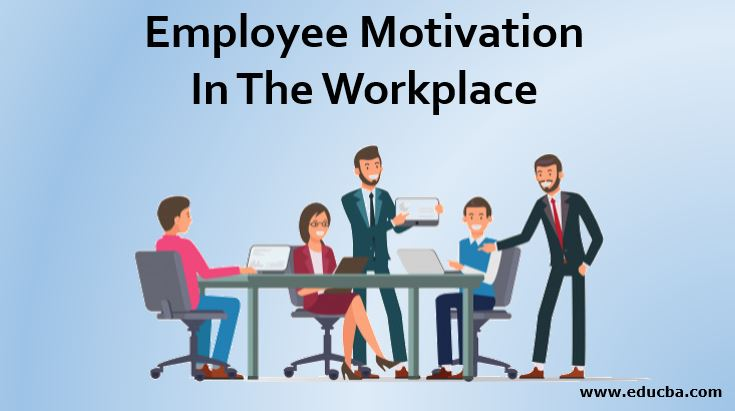 Employee Motivation
In The Workplace
www.educba.com